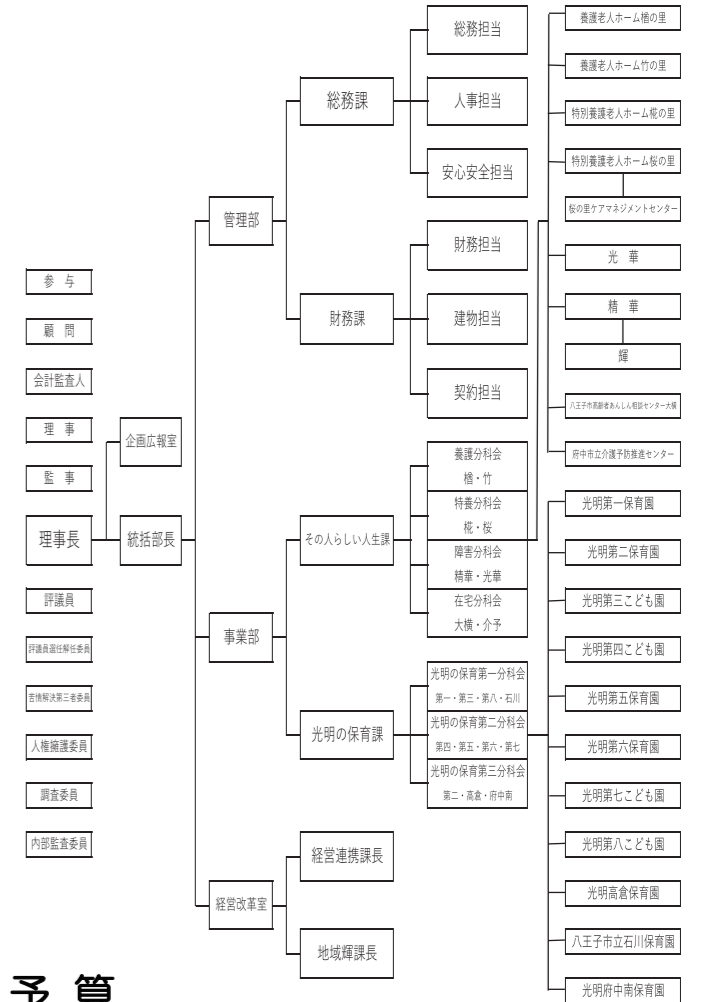 参　与
顧　問
会計監査人
理　事
監　事
理事長
評議員
評議員選任解任委員
苦情解決第三者委員
人権擁護委員
調査委員
内部監査委員
企画広報室
統括部長
管理部
事業部
経営改革室
総務課
財務課
その人らしい人生課
光明の保育課
経営連携課長
地域輝課長
総務担当
人事担当
安心安全担当
財務担当
建物担当
契約担当
養護分科会
楢・竹
特養分科会
椛・桜
障害分科会
精華・光華
在宅分科会
大横・介予
光明の保育第一分科会
第一・第三・第八・石川
光明の保育第二分科会
第四・第五・第六・第七
光明の保育第三分科会
第二・高倉・府中南
養護老人ホーム楢の里
養護老人ホーム竹の里
特別養護老人ホーム椛の里
特別養護老人ホーム桜の里
桜の里ケアマネジメントセンター
光　華
精　華
輝
八王子市高齢者あんしん相談センター大横
府中市立介護予防推進センター
光明第一保育園
光明第二保育園
光明第三こども園
光明第四こども園
光明第五保育園
光明第六保育園
光明第七こども園
光明第八こども園
光明高倉保育園
八王子市立石川保育園
光明府中南保育園
予 算